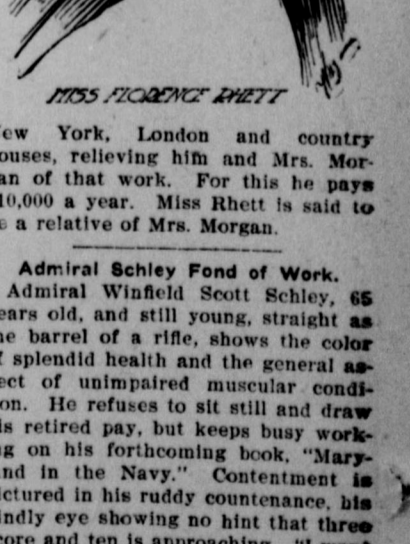 MISS FLORENCE RHETT
ew York, London and country
ouses, relieving him and Mrs. Mor-
an of that work. For this he pays
10,000 a year. Miss Rhett is said to
e a relative of Mrs. Morgan.
Admiral Schley Fond of Work.
Admiral Winfield Scott Schley, 65
ears old, and still young, straight as
he barrel of a rifle, shows the color
f splendid health and the general as-
ect of unimpaired muscular condi-
on. He refuses to sit still and draw
is retired pay, but keeps busy work-
g on his forthcoming book, "Mary-
nd in the Navy." Contentment is
ictured in his ruddy countenance, his
indly eye showing no hint that three
core and ten is approaching.